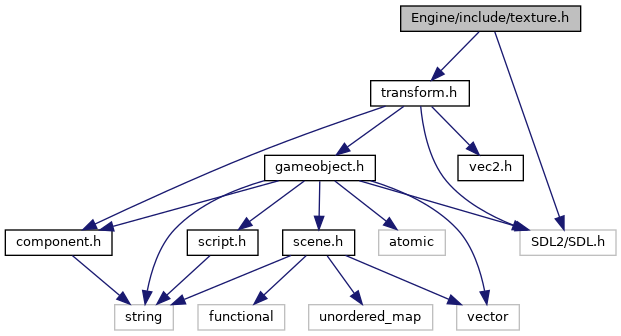 Engine/include/texture.h
transform.h
gameobject.h
vec2.h
component.h
script.h
scene.h
atomic
SDL2/SDL.h
string
functional
unordered_map
vector